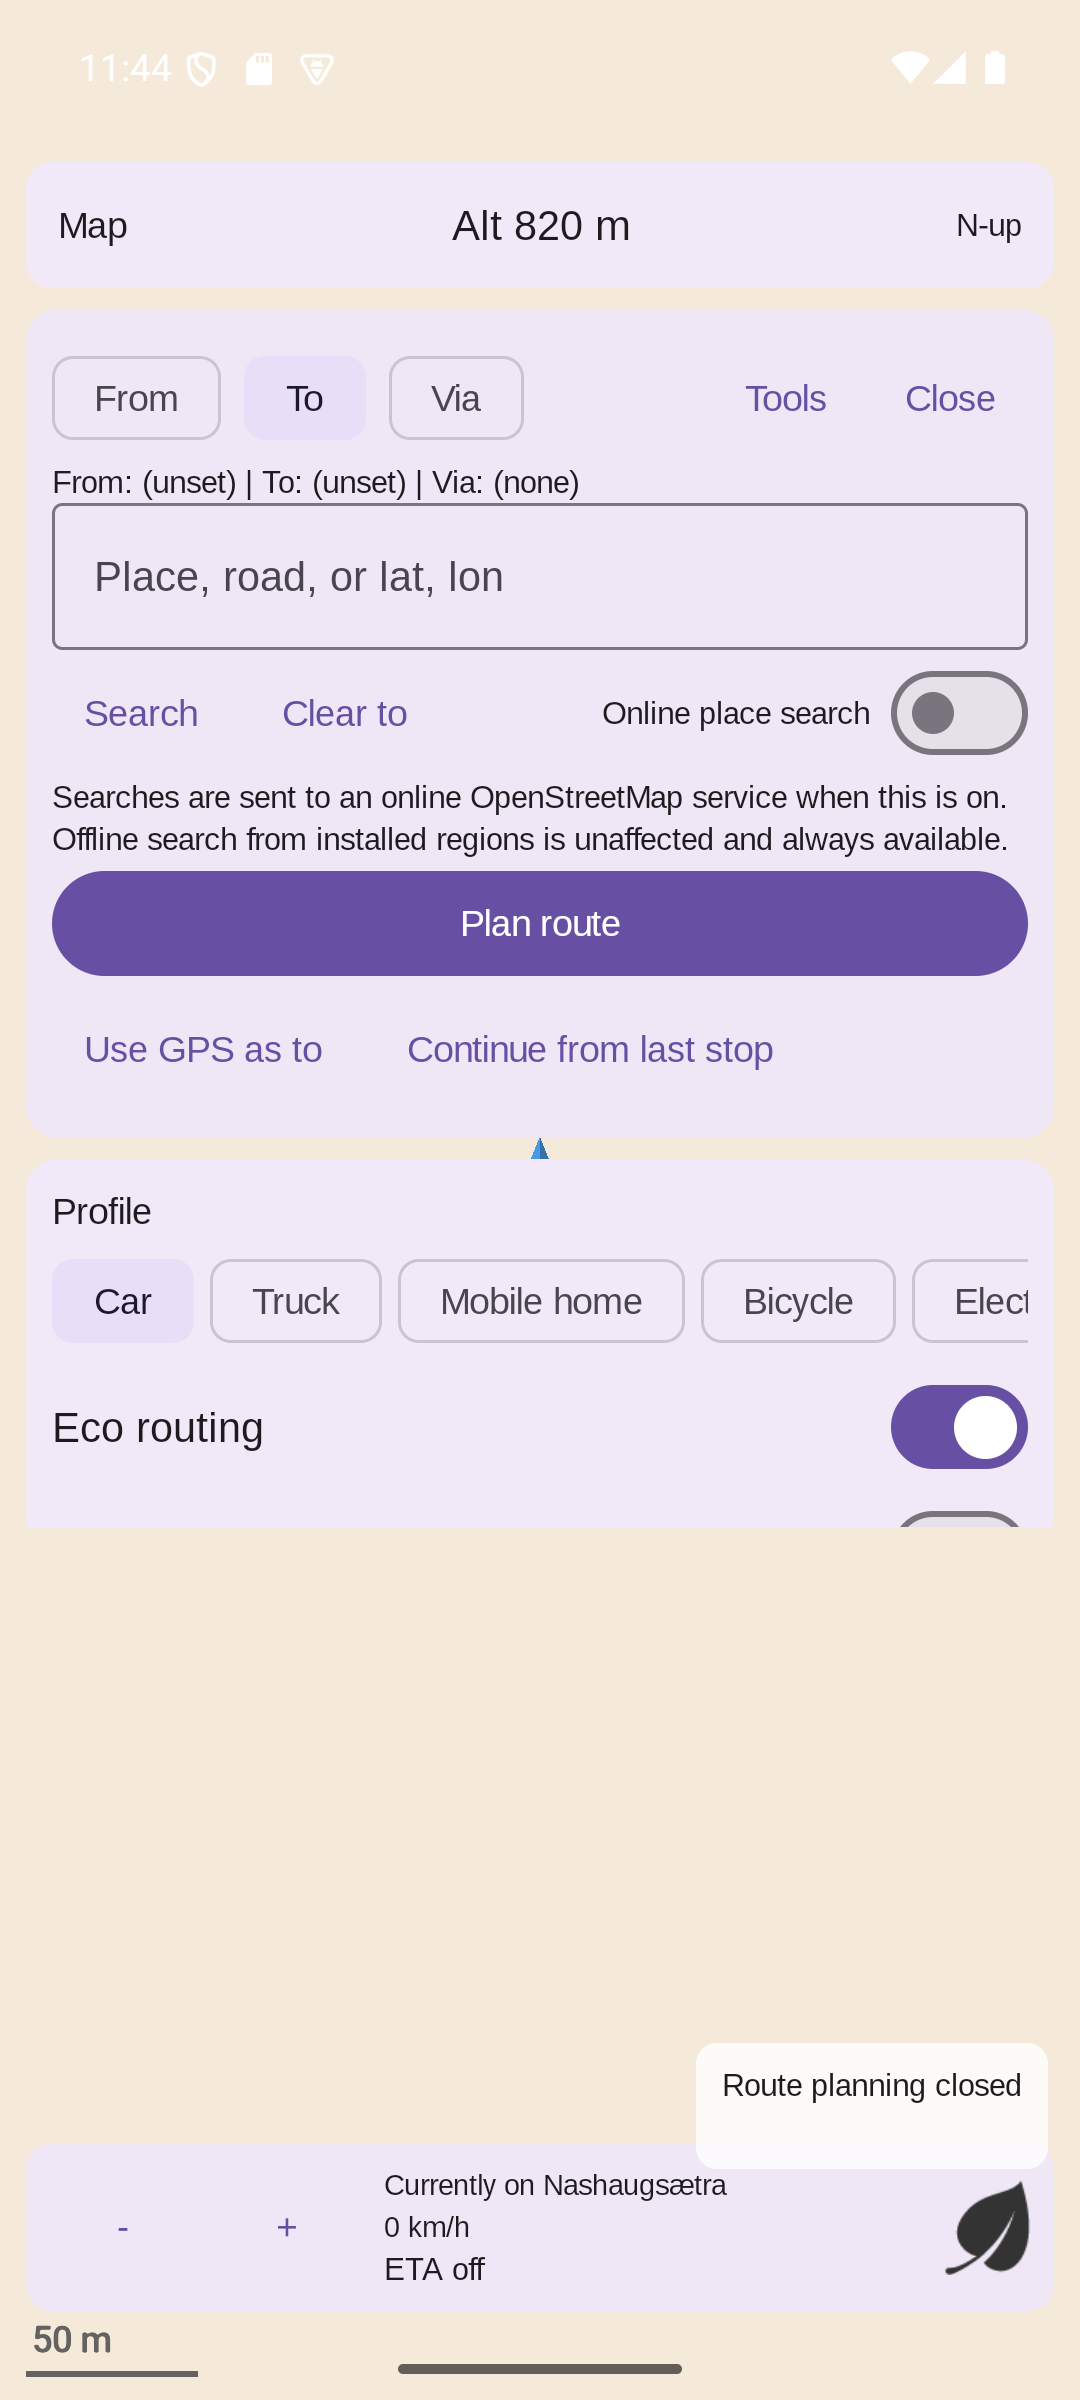 11:44
Map
Alt 820 m
N-up
From
To
Via
Tools
Close
From: (unset) | To: (unset) | Via: (none)
Place, road, or lat, lon
Search
Clear to
Online place search
Searches are sent to an online OpenStreetMap service when this is on.
Offline search from installed regions is unaffected and always available.
Plan route
Use GPS as to
Continue from last stop
Profile
Car
Truck
Mobile home
Bicycle
Elect
Eco routing
Route planning closed
Currently on Nashaugsætra
-
+
0 km/h
ETA off
50 m